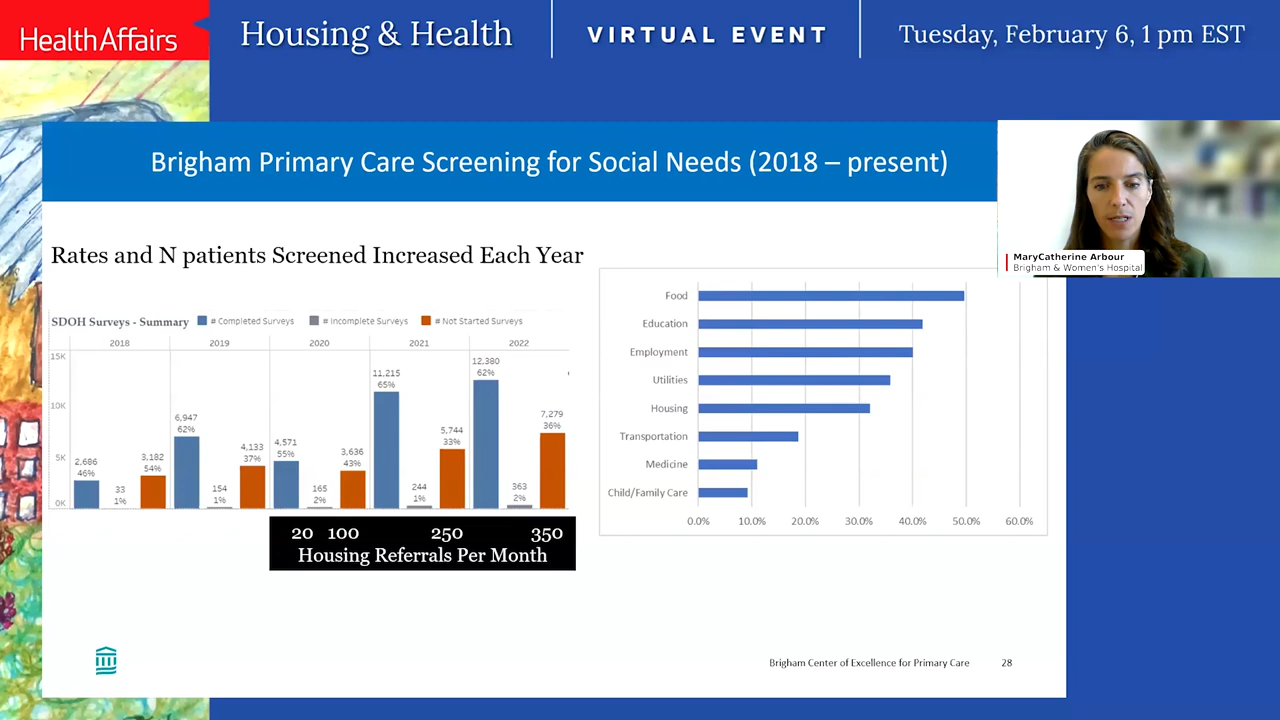 HealthAffairs
Housing & Health
VIRTUAL EVENT
Tuesday, February 6, 1 pm EST
Brigham Primary Care Screening for Social Needs (2018 – present)
MaryCatherine Arbour
Brigham & Women's Hospital
Rates and N patients Screened Increased Each Year
SDOH Surveys - Summary
# Completed Surveys
# Incomplete Surveys
# Not Started Surveys
2018 2019 2020 2021 2022
15K
10K
5K
0K
2,686
46%
33
1%
3,182
54%
6,947
62%
154
1%
4,133
37%
4,571
55%
165
2%
3,636
43%
11,215
65%
244
1%
5,744
33%
12,380
62%
363
2%
7,279
36%
20 100 250 350
Housing Referrals Per Month
Food
Education
Employment
Utilities
Housing
Transportation
Medicine
Child/Family Care
0.0% 10.0% 20.0% 30.0% 40.0% 50.0% 60.0%
Brigham Center of Excellence for Primary Care
28